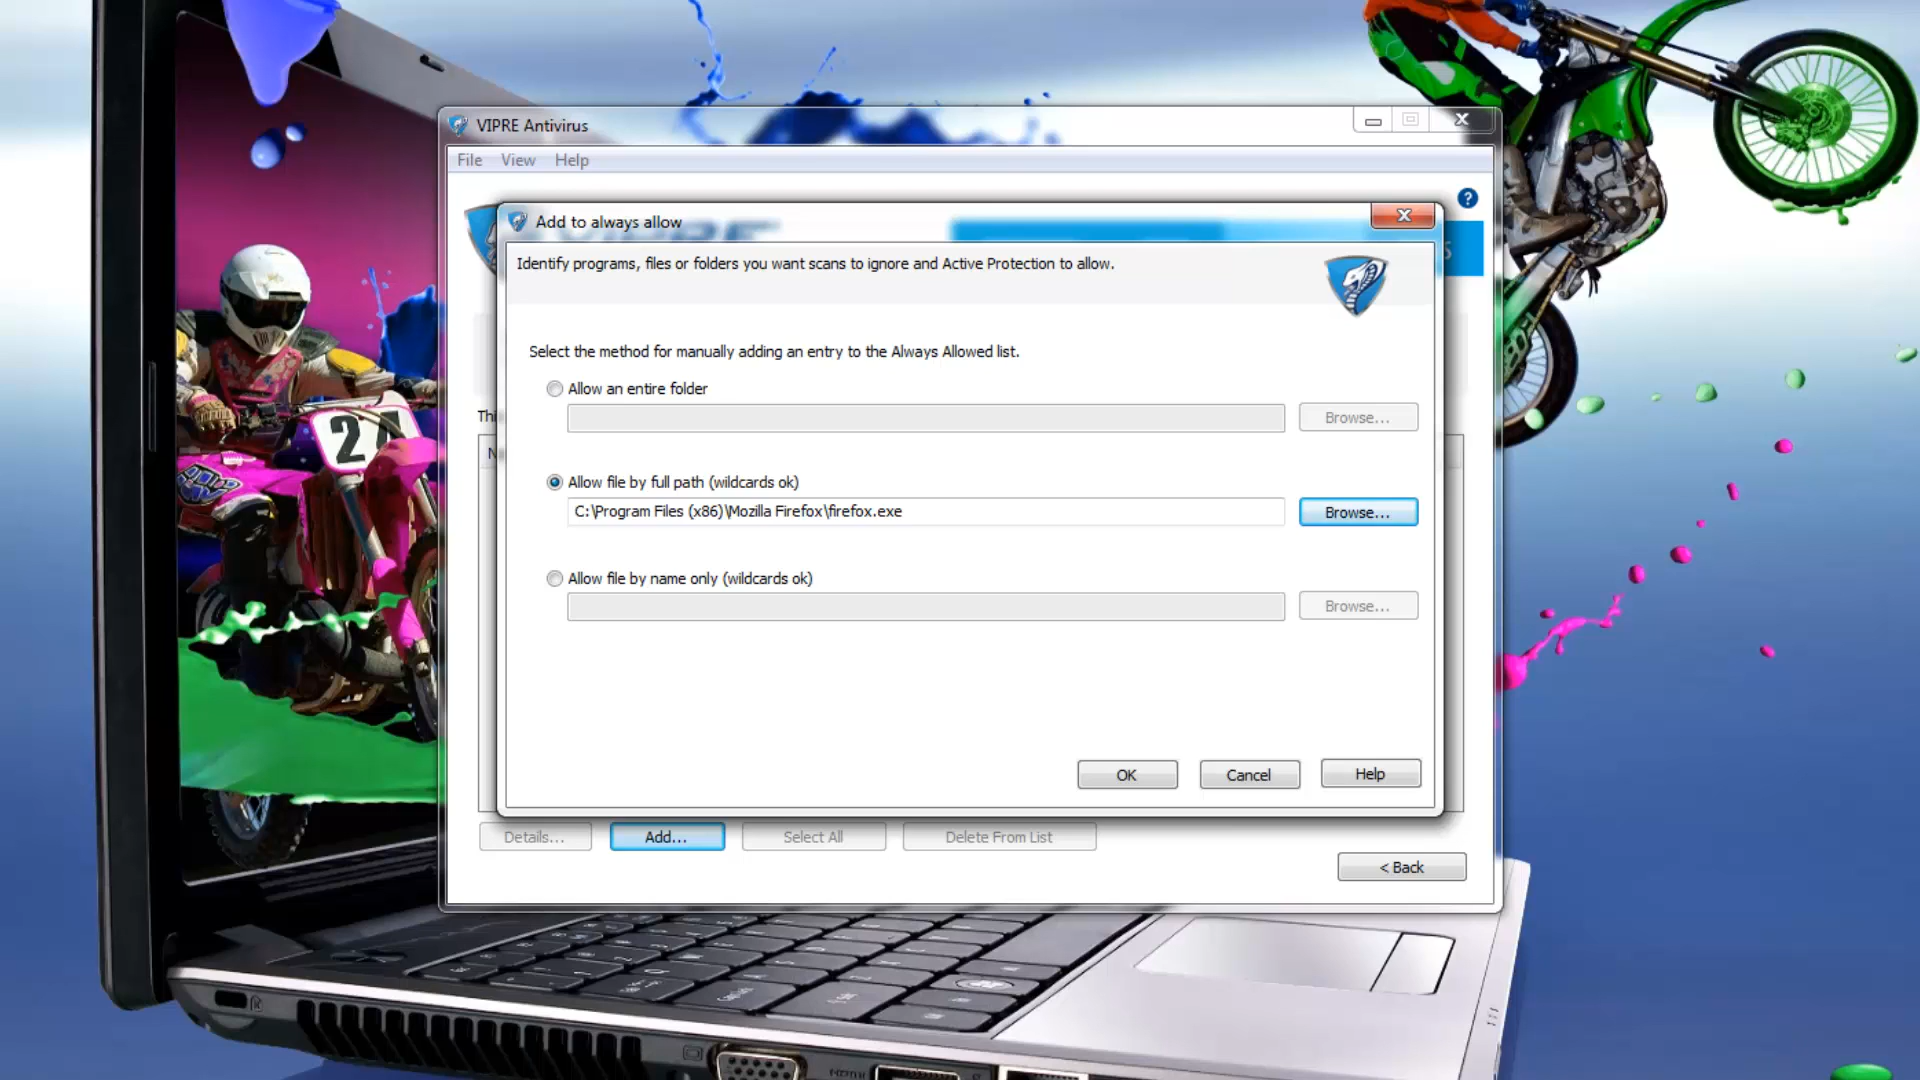 VIPRE Antivirus
File View Help
Add to always allow
Identify programs, files or folders you want scans to ignore and Active Protection to allow.
Select the method for manually adding an entry to the Always Allowed list.
Allow an entire folder
Browse...
Allow file by full path (wildcards ok)
C:\Program Files (x86)\Mozilla Firefox\firefox.exe
Browse...
Allow file by name only (wildcards ok)
Browse...
OK Cancel Help
Details... Add... Select All Delete From List
< Back